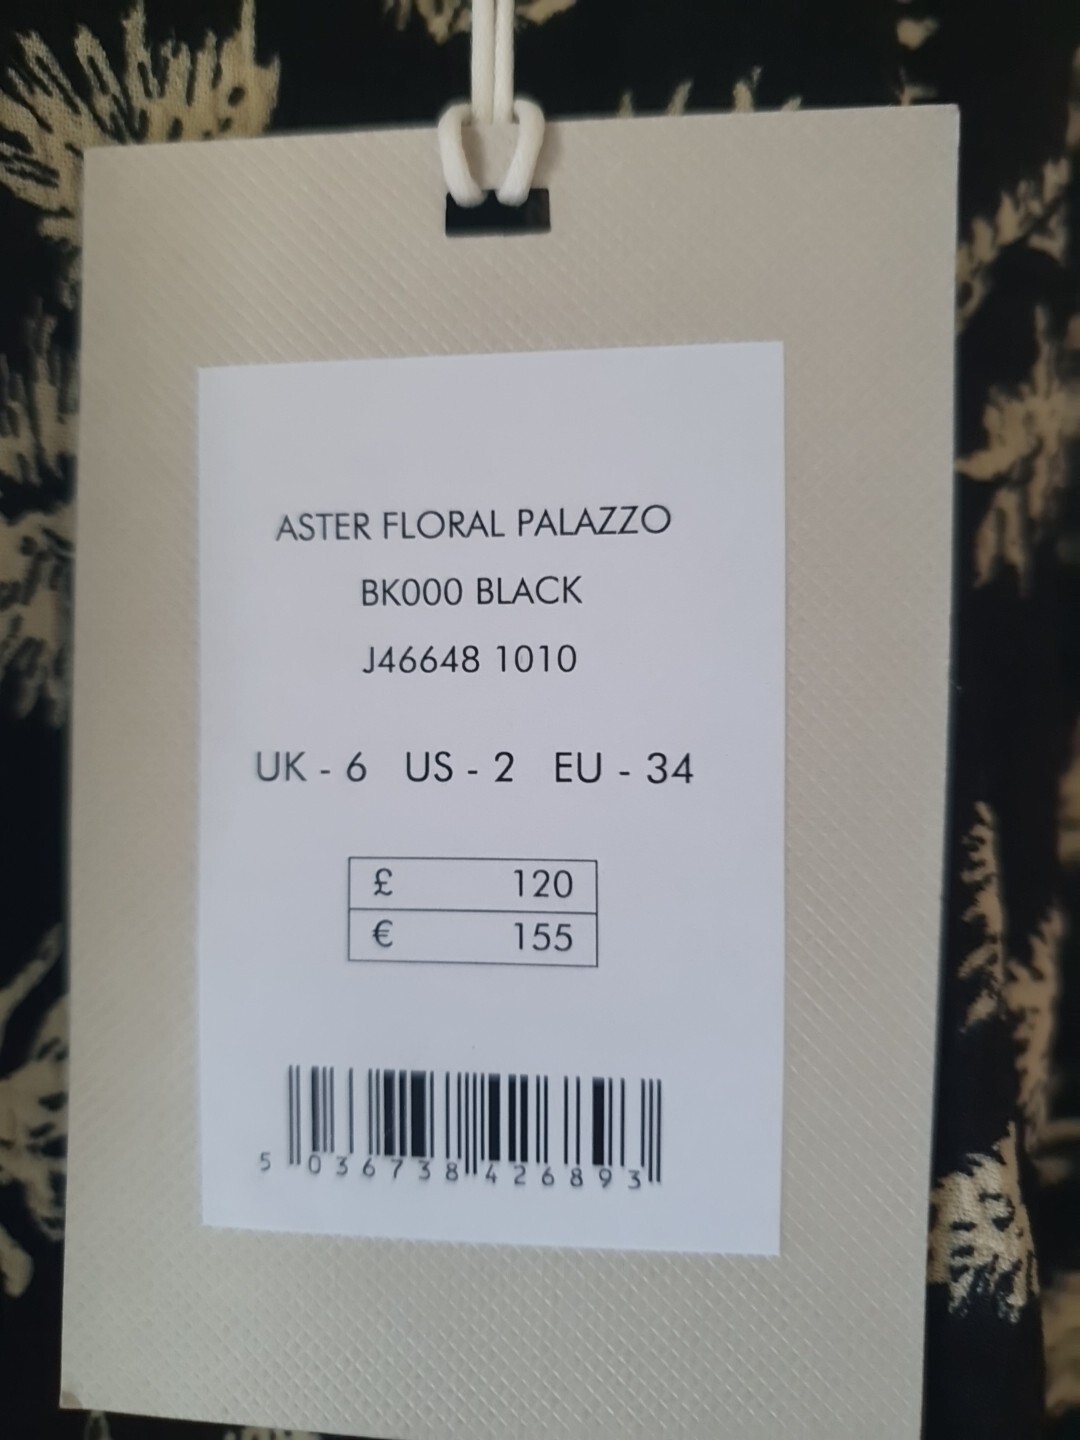 ASTER FLORAL PALAZZO
BK000 BLACK
J46648 1010
UK - 6 US - 2 EU - 34
£ 120
€ 155
5 036738 426893